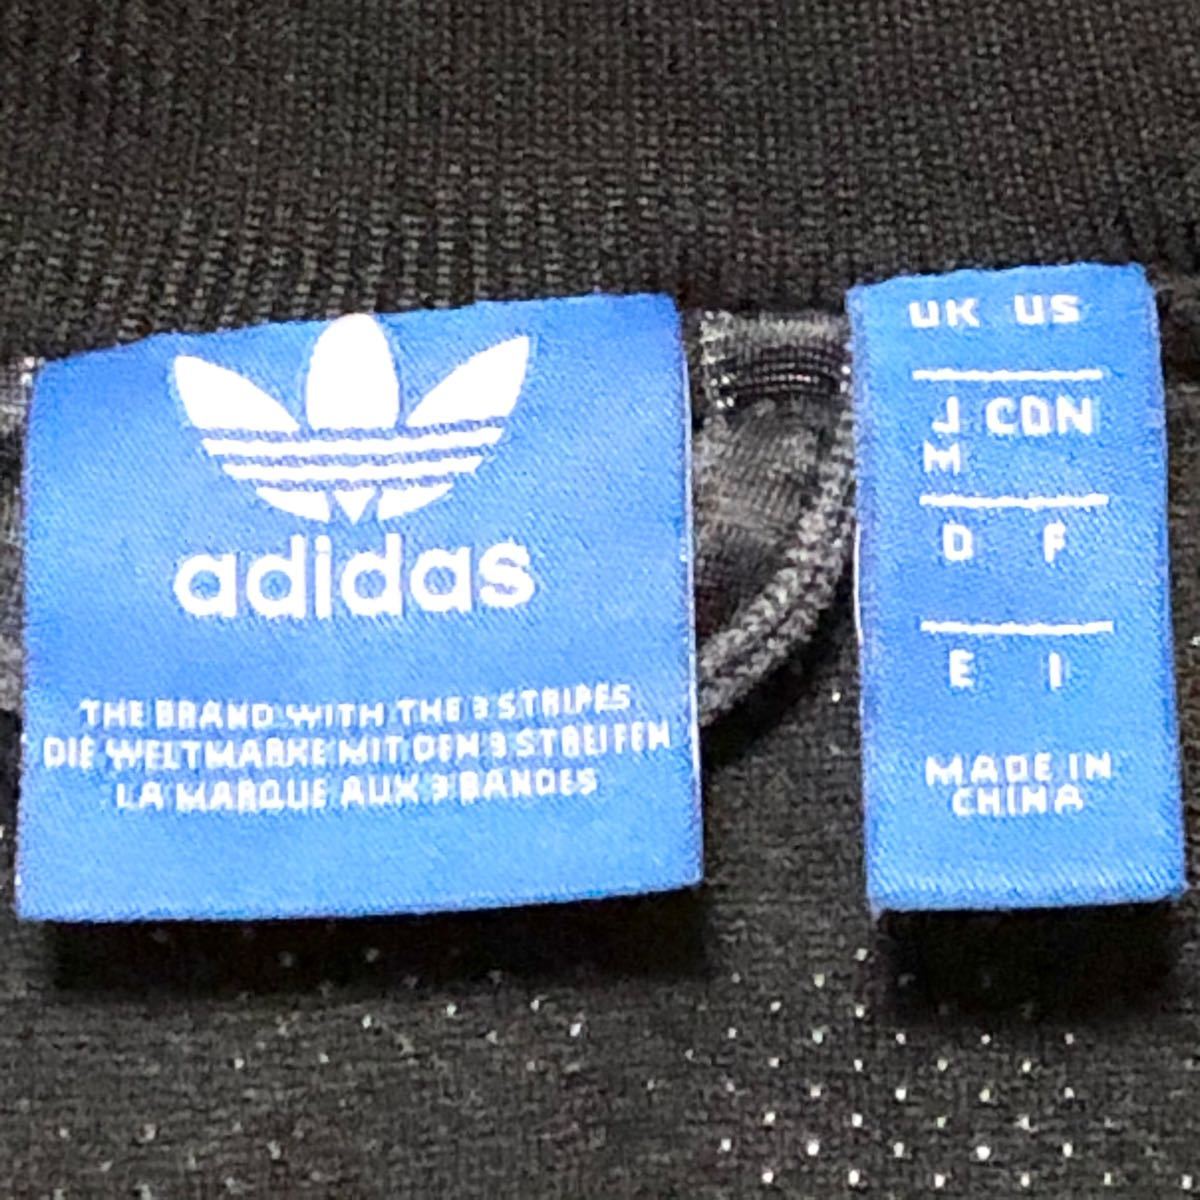 adidas
THE BRAND WITH THE 3 STRIPES
DIE WELTMARKE MIT DEN 3 STREIFEN
LA MARQUE AUX 3 BANDES
UK US
J CDN
M
D F
E I
MADE IN
CHINA